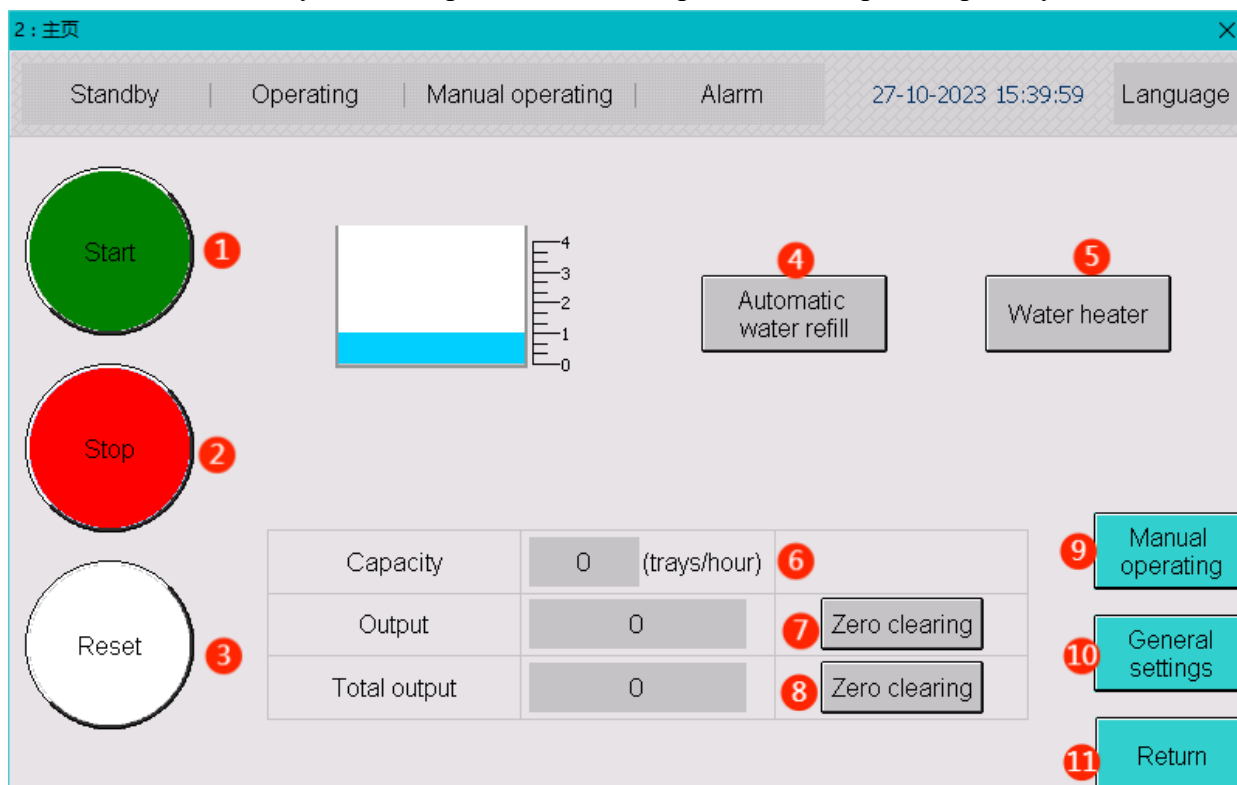 2：主页
Standby | Operating | Manual operating | Alarm 27-10-2023 15:39:59 Language
Start 1
4
3
2
1
0
4
Automatic
water refill
5
Water heater
Stop 2
Reset 3
Capacity 0 (trays/hour) 6
Output 0 7 Zero clearing
Total output 0 8 Zero clearing
9 Manual
operating
10 General
settings
11 Return